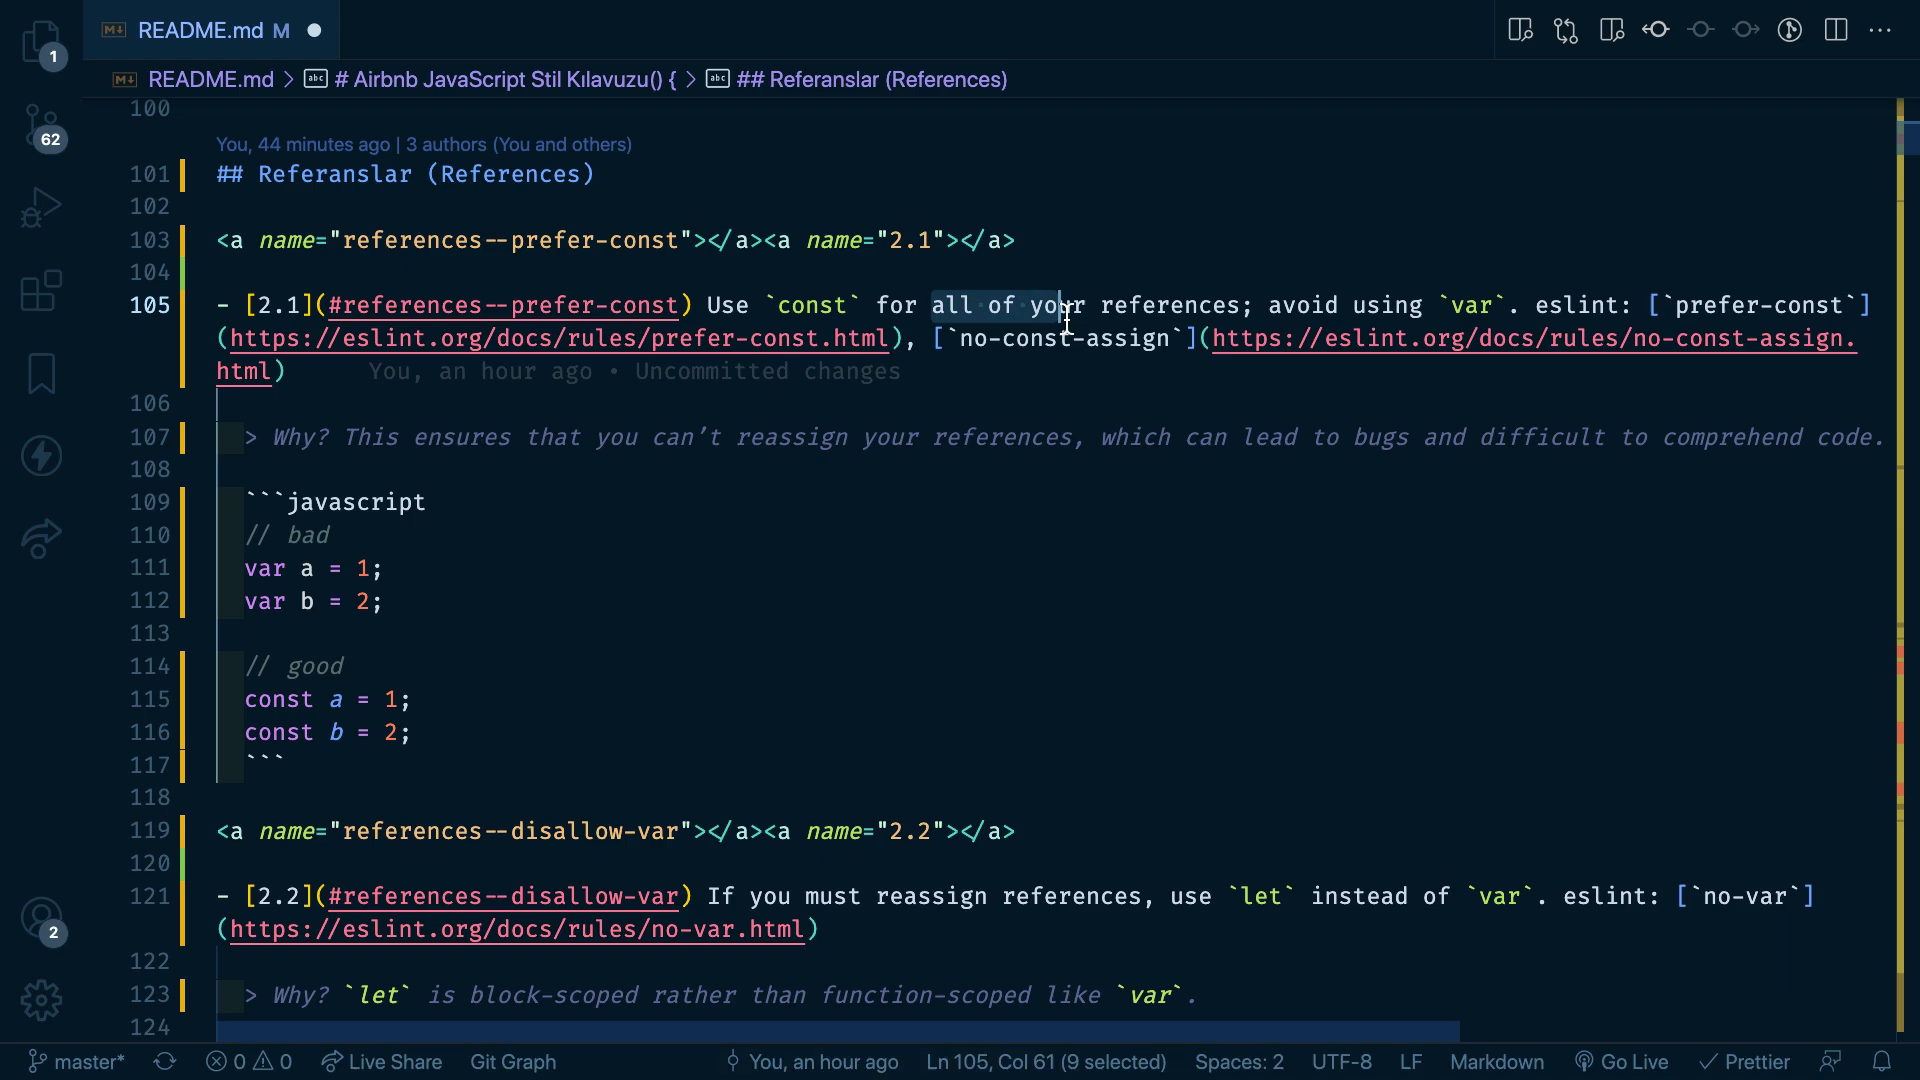 1
README.md M
README.md > # Airbnb JavaScript Stil Kılavuzu() { > ## Referanslar (References)
62
100
You, 44 minutes ago | 3 authors (You and others)
101 ## Referanslar (References)
102
103 <a name="references--prefer-const"></a><a name="2.1"></a>
104
105 - [2.1](#references--prefer-const) Use `const` for all of your references; avoid using `var`. eslint: [`prefer-const`]
(https://eslint.org/docs/rules/prefer-const.html), [`no-const-assign`](https://eslint.org/docs/rules/no-const-assign.
html) You, an hour ago • Uncommitted changes
106
107 > Why? This ensures that you can’t reassign your references, which can lead to bugs and difficult to comprehend code.
108
109 ```javascript
110 // bad
111 var a = 1;
112 var b = 2;
113
114 // good
115 const a = 1;
116 const b = 2;
117 ```
118
119 <a name="references--disallow-var"></a><a name="2.2"></a>
120
121 - [2.2](#references--disallow-var) If you must reassign references, use `let` instead of `var`. eslint: [`no-var`]
(https://eslint.org/docs/rules/no-var.html)
2
122
123 > Why? `let` is block-scoped rather than function-scoped like `var`.
124
master* 0 0 Live Share Git Graph You, an hour ago Ln 105, Col 61 (9 selected) Spaces: 2 UTF-8 LF Markdown Go Live Prettier